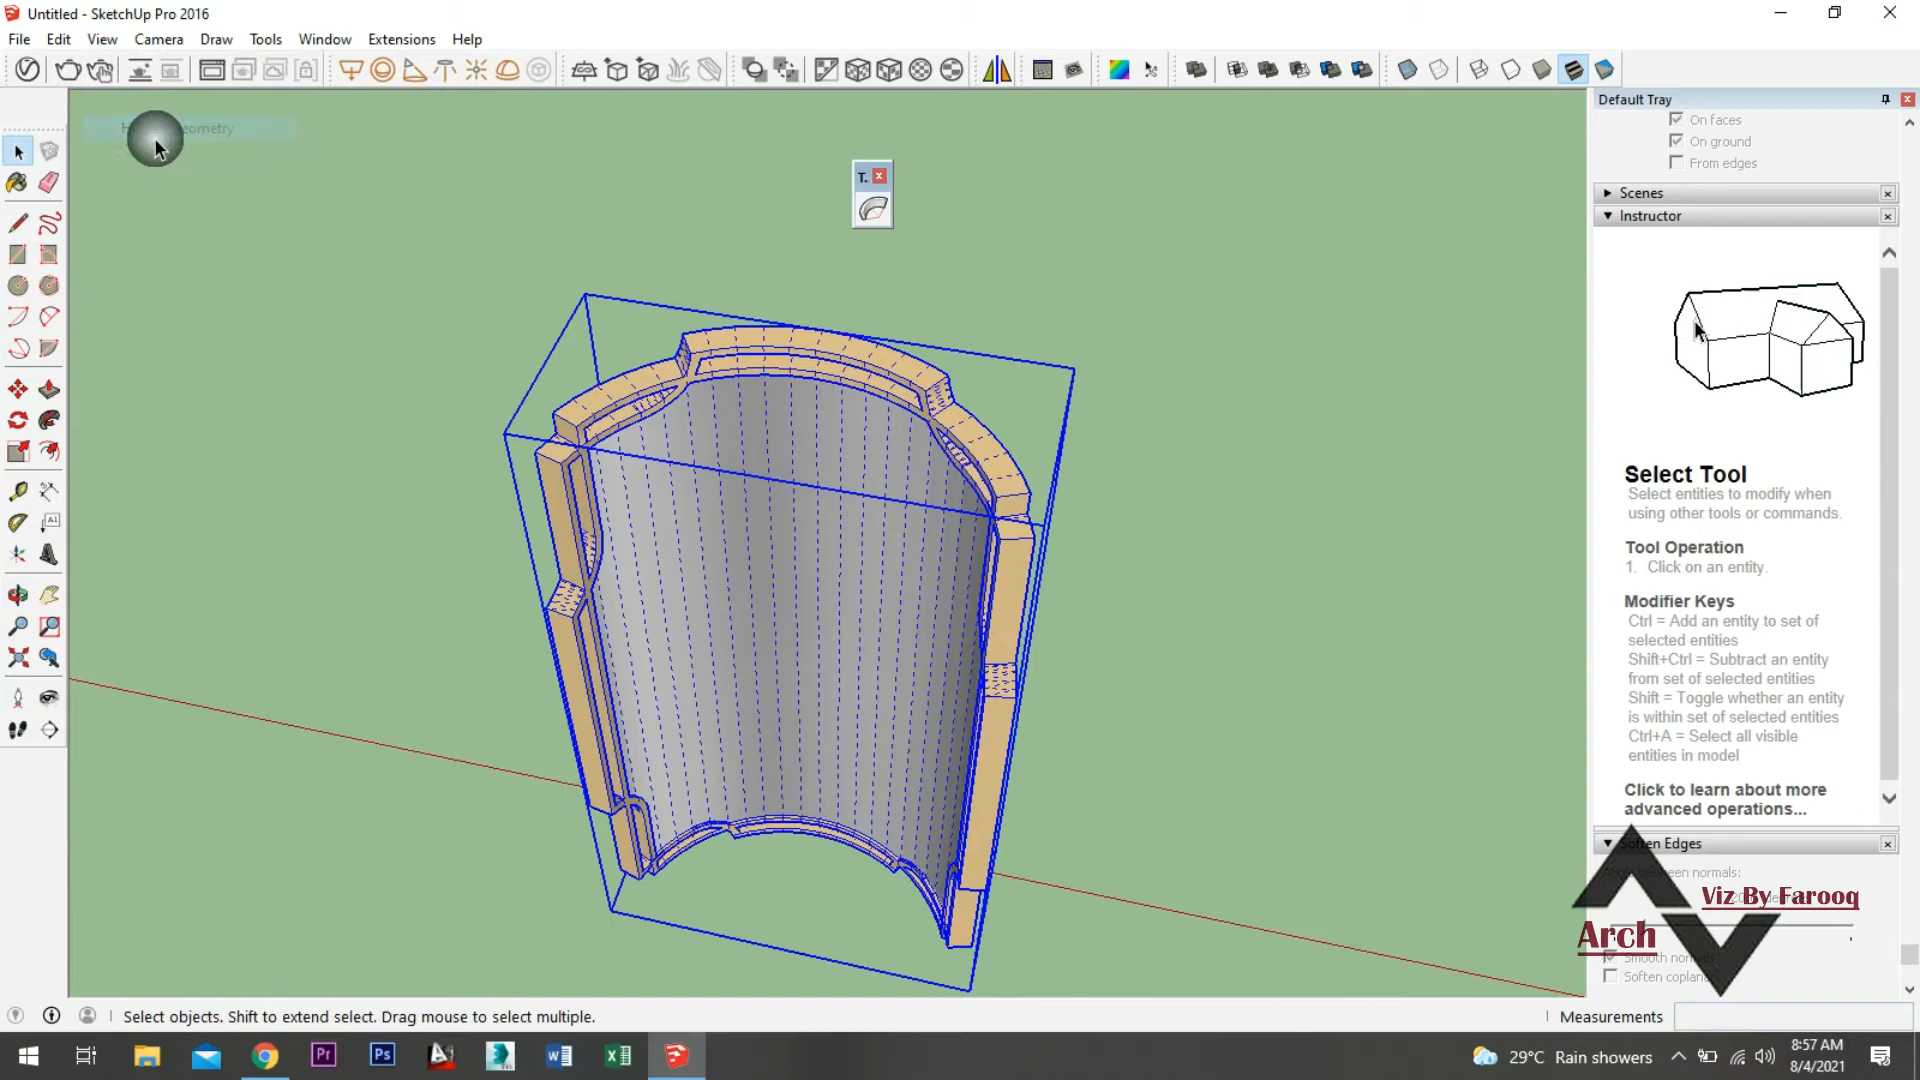 Untitled - SketchUp Pro 2016
File Edit View Camera Draw Tools Window Extensions Help
Default Tray
On faces
On ground
From edges
T.
Scenes
Instructor
Select Tool
Select entities to modify when
using other tools or commands.
Tool Operation
1. Click on an entity.
Modifier Keys
Ctrl = Add an entity to set of
selected entities
Shift+Ctrl = Subtract an entity
from set of selected entities
Shift = Toggle whether an entity
is within set of selected entities
Ctrl+A = Select all visible
entities in model
Click to learn about more
advanced operations...
Soften Edges
Viz By Farooq
Arch
Select objects. Shift to extend select. Drag mouse to select multiple.
Measurements
29°C Rain showers
8:57 AM
8/4/2021